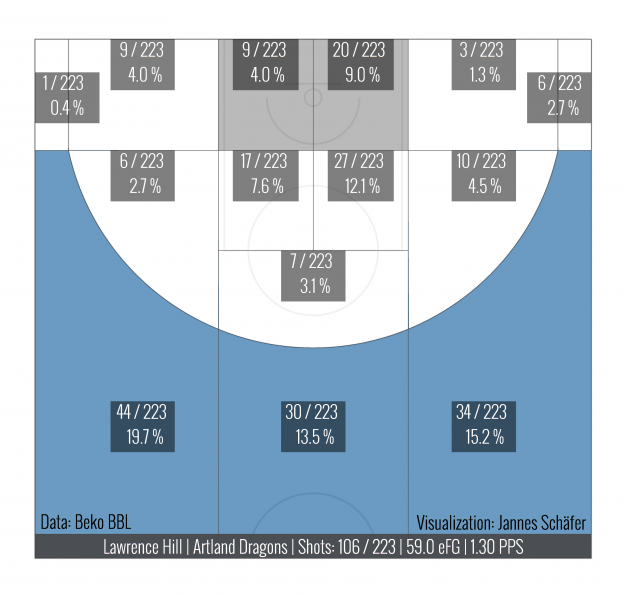 9 / 223
4.0 %
9 / 223
4.0 %
20 / 223
9.0 %
3 / 223
1.3 %
1 / 223
0.4 %
6 / 223
2.7 %
6 / 223
2.7 %
17 / 223
7.6 %
27 / 223
12.1 %
10 / 223
4.5 %
7 / 223
3.1 %
44 / 223
19.7 %
30 / 223
13.5 %
34 / 223
15.2 %
Data: Beko BBL
Visualization: Jannes Schäfer
Lawrence Hill | Artland Dragons | Shots: 106 / 223 | 59.0 eFG | 1.30 PPS